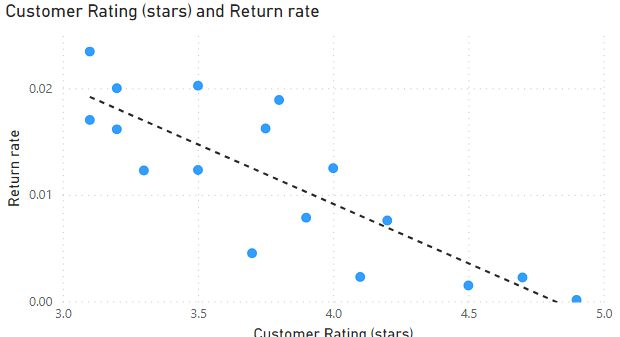 Customer Rating (stars) and Return rate
Return rate
0.02
0.01
0.00
3.0 3.5 4.0 4.5 5.0
Customer Rating (stars)